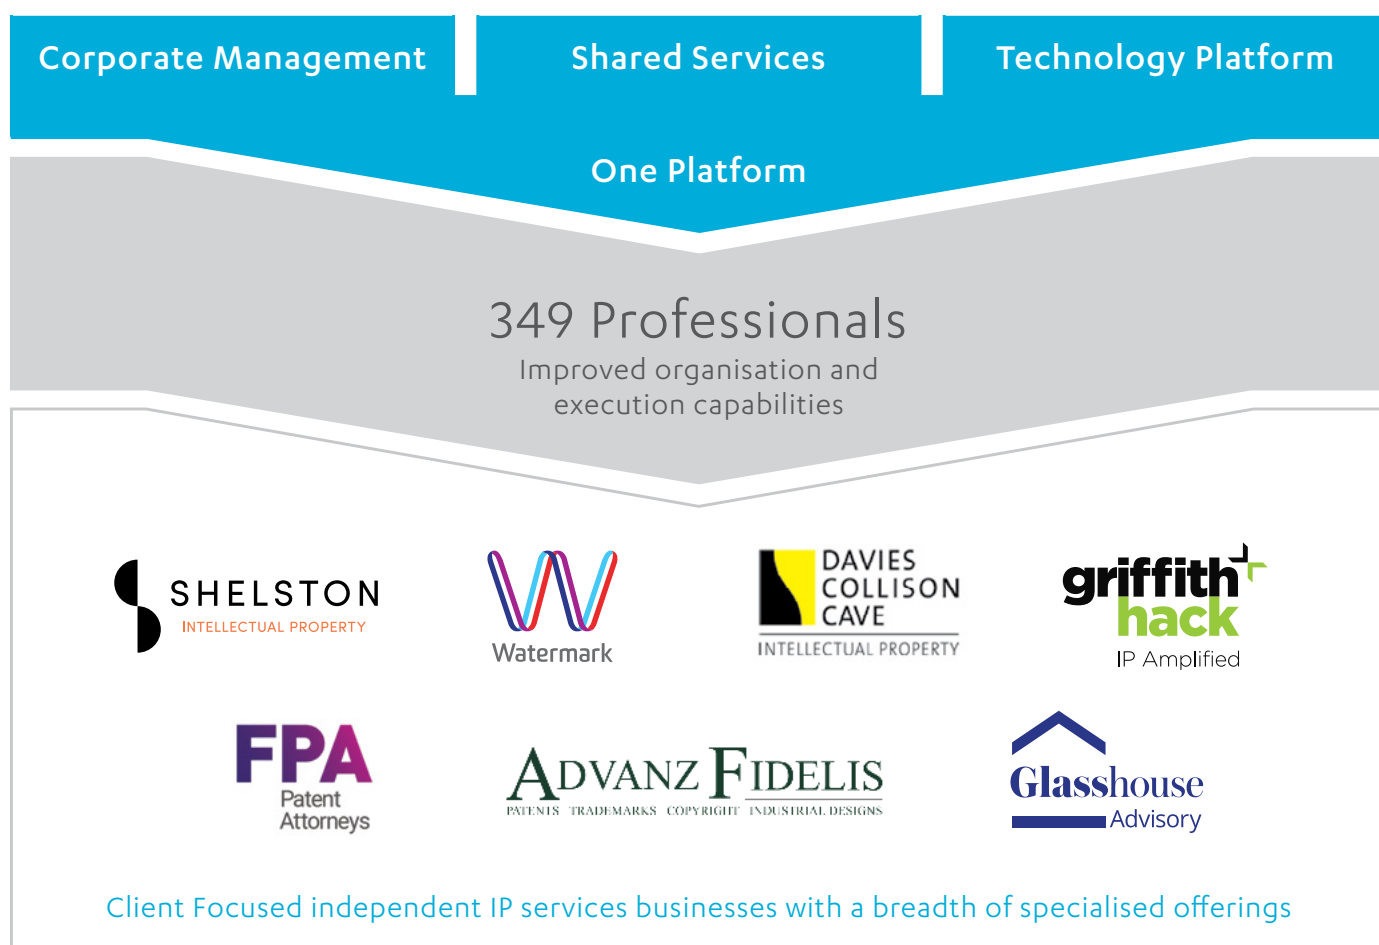 Corporate Management
Shared Services
Technology Platform
One Platform
349 Professionals
Improved organisation and
execution capabilities
SHELSTON
INTELLECTUAL PROPERTY
Watermark
DAVIES
COLLISON
CAVE
INTELLECTUAL PROPERTY
griffith
hack
IP Amplified
FPA
Patent
Attorneys
ADVANZ FIDELIS
PATENTS TRADEMARKS COPYRIGHT INDUSTRIAL DESIGNS
Glasshouse
Advisory
Client Focused independent IP services businesses with a breadth of specialised offerings